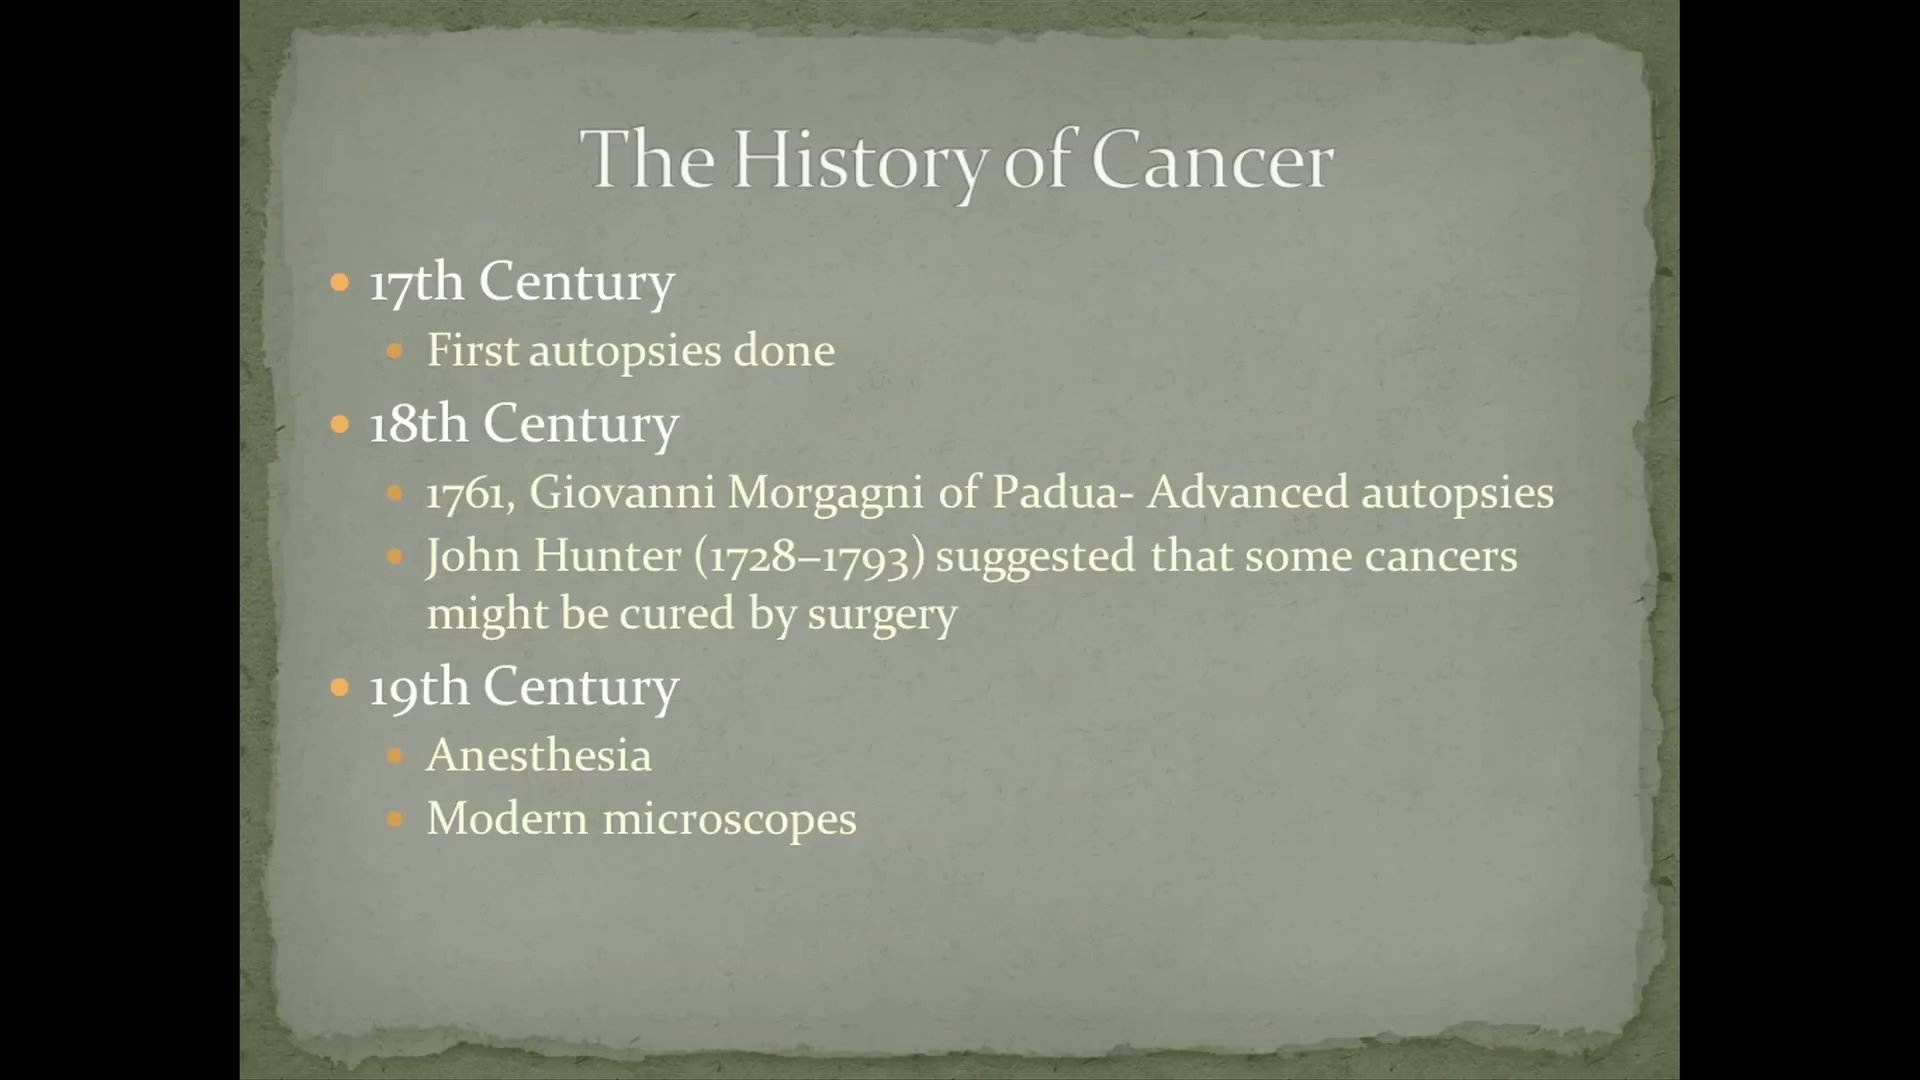 The History of Cancer
17th Century
First autopsies done
18th Century
1761, Giovanni Morgagni of Padua- Advanced autopsies
John Hunter (1728–1793) suggested that some cancers
might be cured by surgery
19th Century
Anesthesia
Modern microscopes